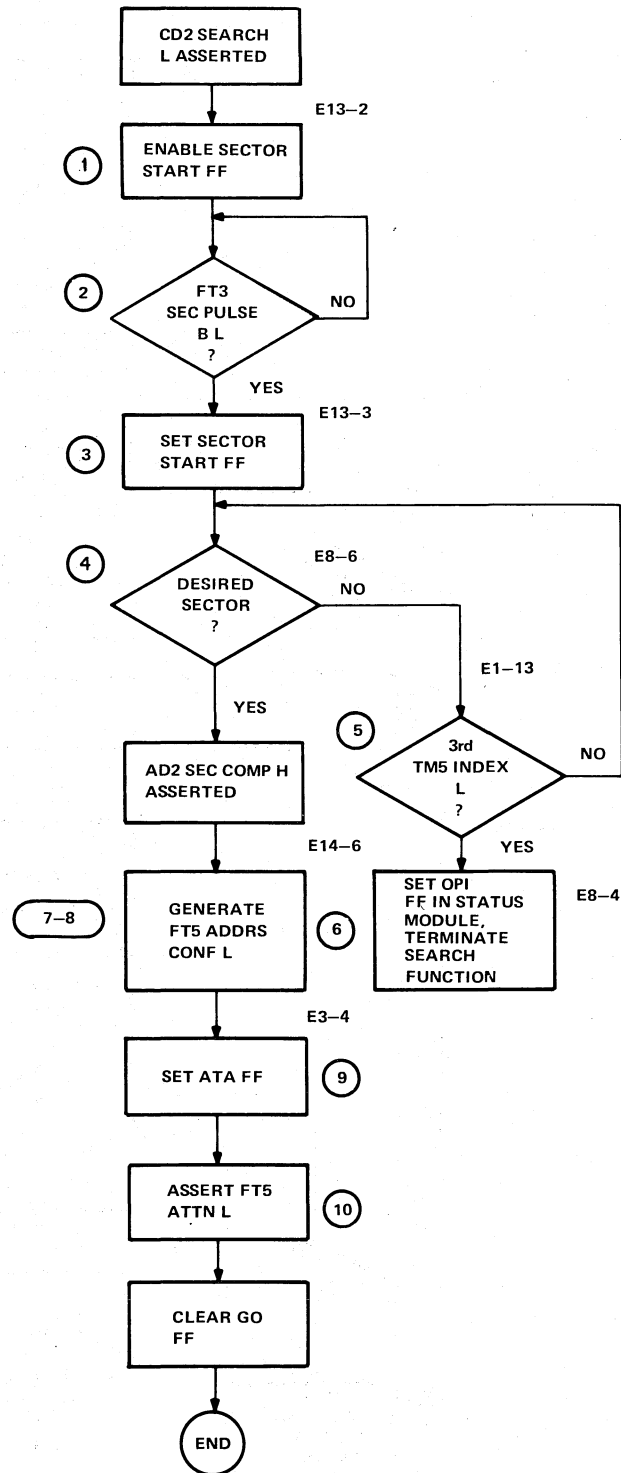 CD2 SEARCH
L ASSERTED
E13-2
1
ENABLE SECTOR
START FF
2
FT3
SEC PULSE
B L
?
NO
YES
E13-3
3
SET SECTOR
START FF
4
E8-6
DESIRED
SECTOR
?
NO
E1-13
YES
5
3rd
TM5 INDEX
L
?
NO
AD2 SEC COMP H
ASSERTED
YES
E14-6
E8-4
SET OPI
FF IN STATUS
MODULE,
TERMINATE
SEARCH
FUNCTION
7-8
GENERATE
FT5 ADDRS
CONF L
6
E3-4
SET ATA FF
9
ASSERT FT5
ATTN L
10
CLEAR GO
FF
END